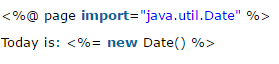 <%@ page import="java.util.Date" %>
Today is: <%= new Date() %>